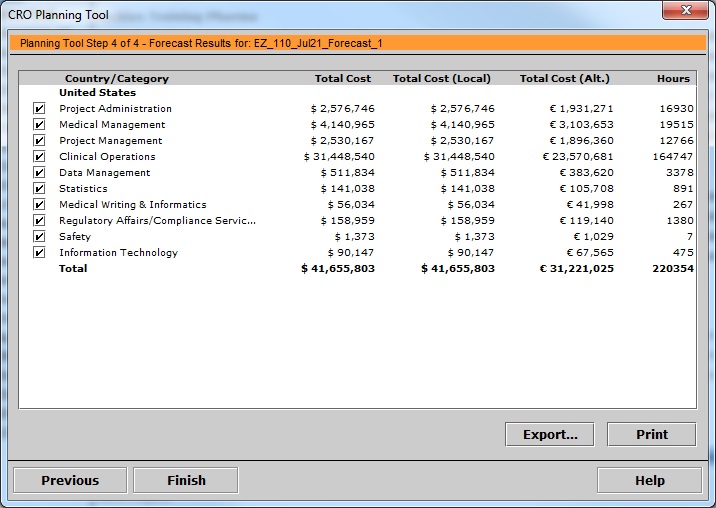 CRO Planning Tool
Planning Tool Step 4 of 4 - Forecast Results for: EZ_110_Jul21_Forecast_1
Country/Category Total Cost Total Cost (Local) Total Cost (Alt.) Hours
United States
Project Administration $ 2,576,746 $ 2,576,746 € 1,931,271 16930
Medical Management $ 4,140,965 $ 4,140,965 € 3,103,653 19515
Project Management $ 2,530,167 $ 2,530,167 € 1,896,360 12766
Clinical Operations $ 31,448,540 $ 31,448,540 € 23,570,681 164747
Data Management $ 511,834 $ 511,834 € 383,620 3378
Statistics $ 141,038 $ 141,038 € 105,708 891
Medical Writing & Informatics $ 56,034 $ 56,034 € 41,998 267
Regulatory Affairs/Compliance Servic... $ 158,959 $ 158,959 € 119,140 1380
Safety $ 1,373 $ 1,373 € 1,029 7
Information Technology $ 90,147 $ 90,147 € 67,565 475
Total $ 41,655,803 $ 41,655,803 € 31,221,025 220354
Export... Print
Previous Finish Help